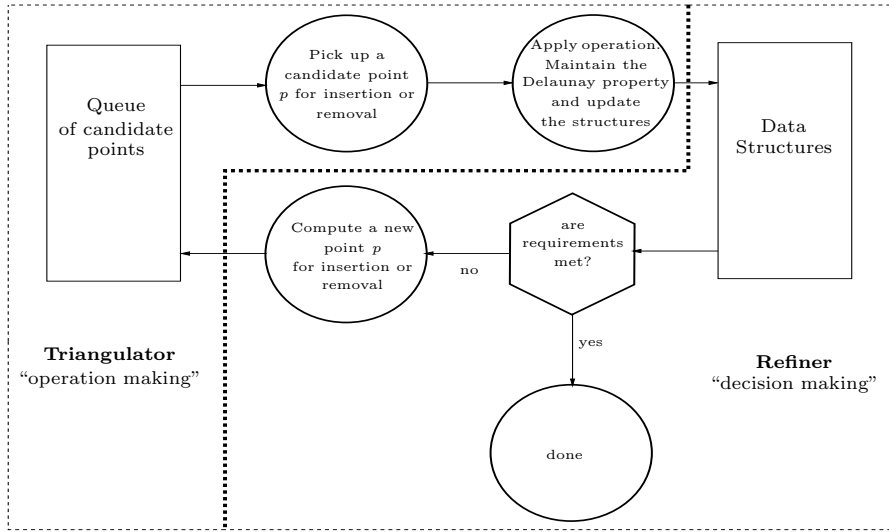 Queue
of candidate
points
Pick up a
candidate point
p for insertion or
removal
Apply operation.
Maintain the
Delaunay property
and update
the structures
Data
Structures
are
requirements
met?
no
yes
Compute a new
point p
for insertion or
removal
done
Triangulator
“operation making”
Refiner
“decision making”